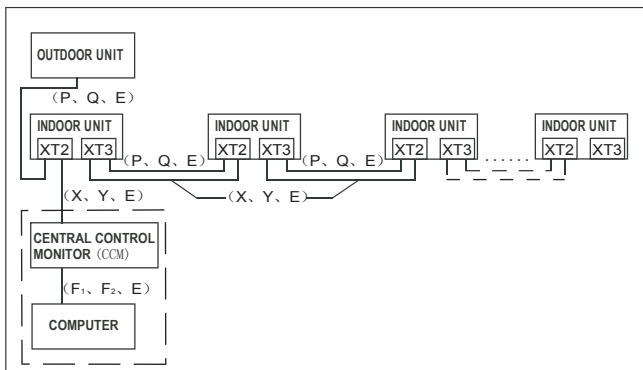 OUTDOOR UNIT
(P、Q、E)
INDOOR UNIT INDOOR UNIT INDOOR UNIT INDOOR UNIT
XT2 XT3 (P、Q、E) XT2 XT3 (P、Q、E) XT2 XT3 ...... XT2 XT3
(X、Y、E) (X、Y、E)
CENTRAL CONTROL
MONITOR (CCM)
(F₁、F₂、E)
COMPUTER